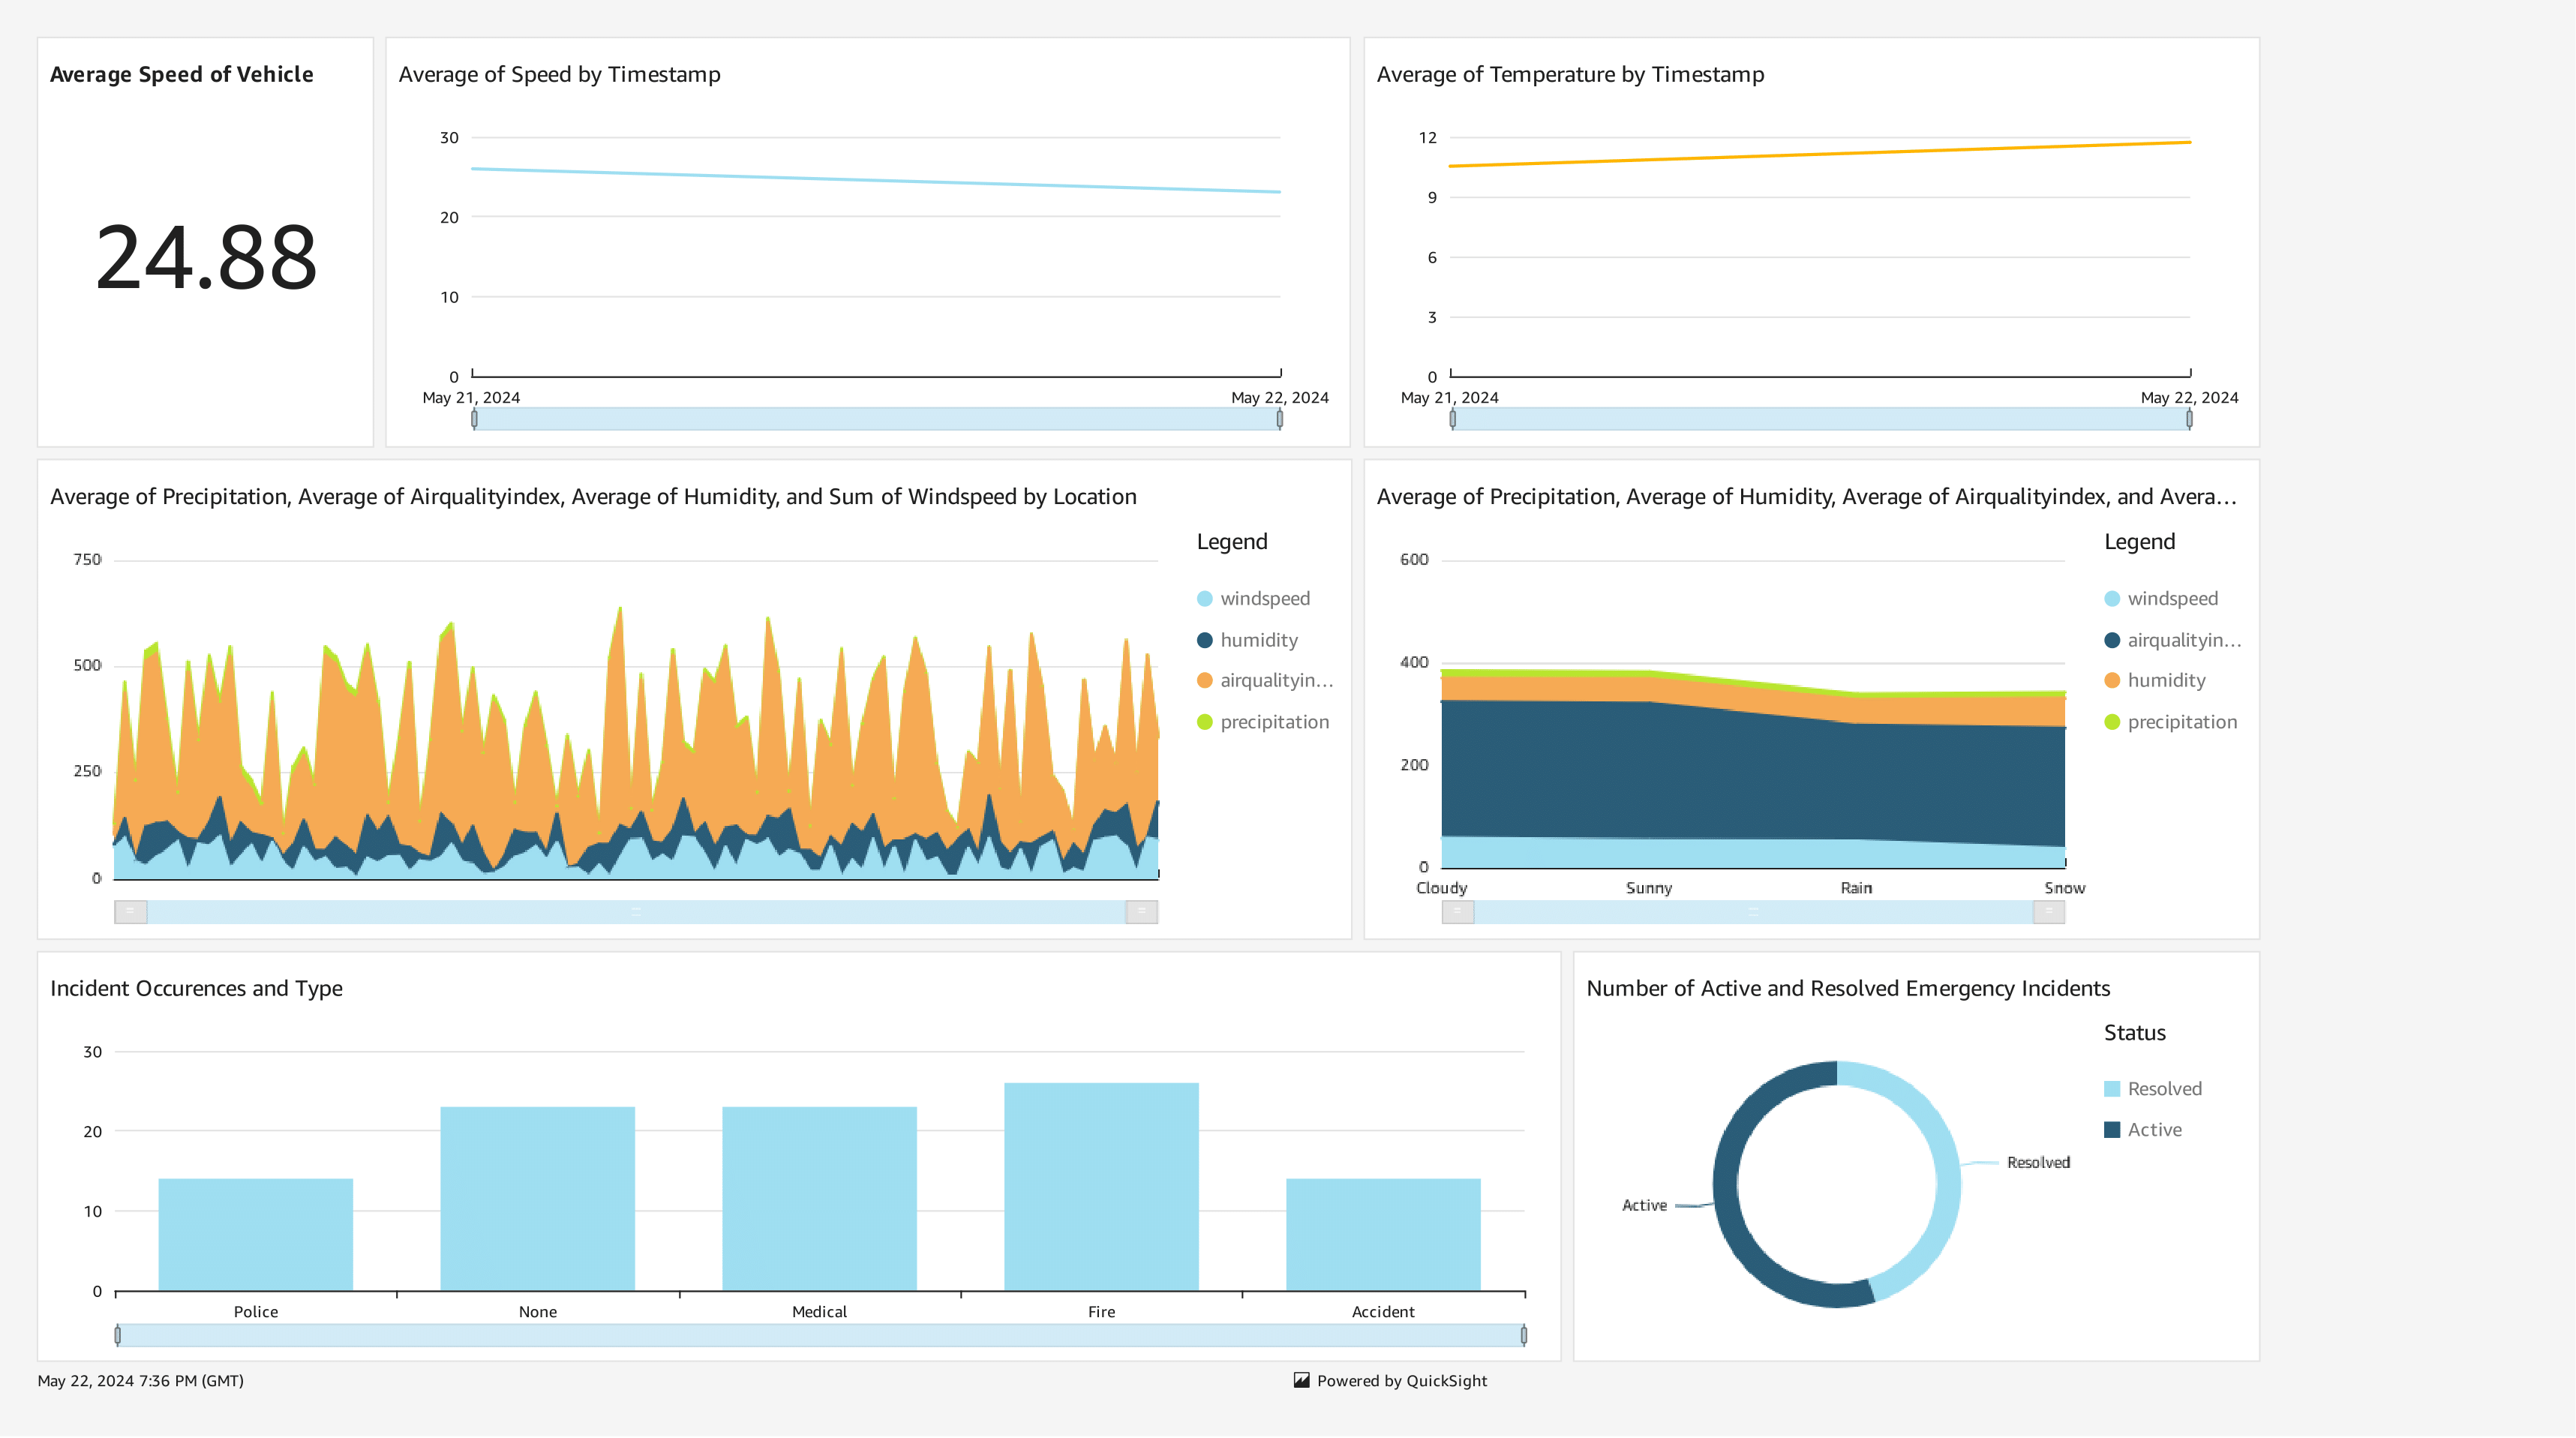 Average Speed of Vehicle
24.88
Average of Speed by Timestamp
30
20
10
0
May 21, 2024
May 22, 2024
Average of Temperature by Timestamp
12
9
6
3
0
May 21, 2024
May 22, 2024
Average of Precipitation, Average of Airqualityindex, Average of Humidity, and Sum of Windspeed by Location
750
500
250
0
Legend
windspeed
humidity
airqualityin...
precipitation
Average of Precipitation, Average of Humidity, Average of Airqualityindex, and Avera...
600
400
200
0
Cloudy
Sunny
Rain
Snow
Legend
windspeed
airqualityin...
humidity
precipitation
Incident Occurences and Type
30
20
10
0
Police
None
Medical
Fire
Accident
Number of Active and Resolved Emergency Incidents
Resolved
Active
Status
Resolved
Active
May 22, 2024 7:36 PM (GMT)
Powered by QuickSight